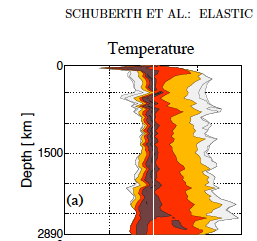 SCHUBERTH ET AL.: ELASTIC
Temperature
0
1500
2890
Depth [ km ]
(a)